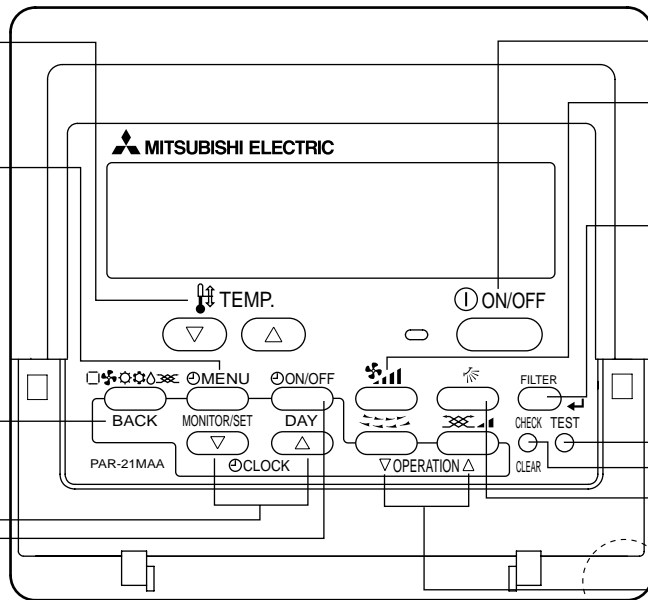 MITSUBISHI ELECTRIC
TEMP.
ON/OFF
MENU
ON/OFF
FILTER
BACK
MONITOR/SET
DAY
CHECK
TEST
PAR-21MAA
CLOCK
OPERATION
CLEAR